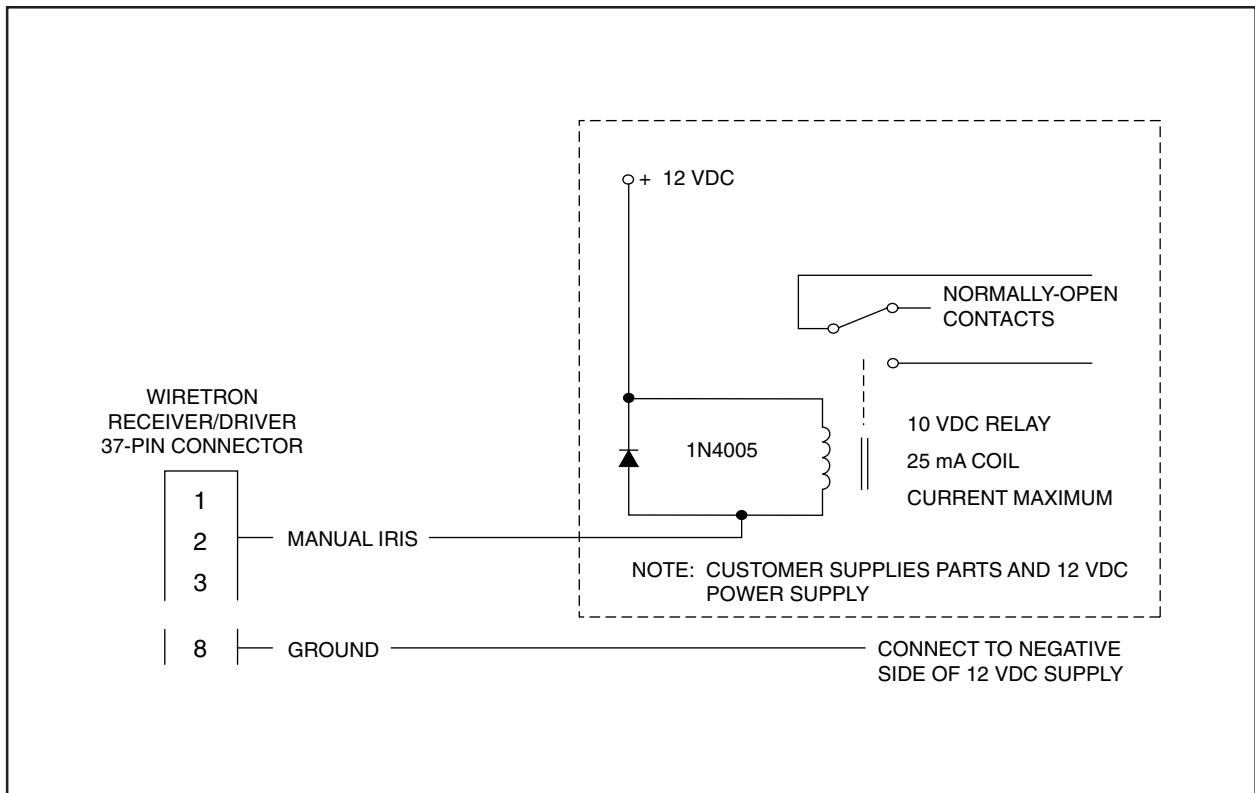 + 12 VDC
NORMALLY-OPEN
CONTACTS
WIRETRON
RECEIVER/DRIVER
37-PIN CONNECTOR
1N4005
10 VDC RELAY
25 mA COIL
CURRENT MAXIMUM
1
2
MANUAL IRIS
3
NOTE: CUSTOMER SUPPLIES PARTS AND 12 VDC
POWER SUPPLY
8
GROUND
CONNECT TO NEGATIVE
SIDE OF 12 VDC SUPPLY